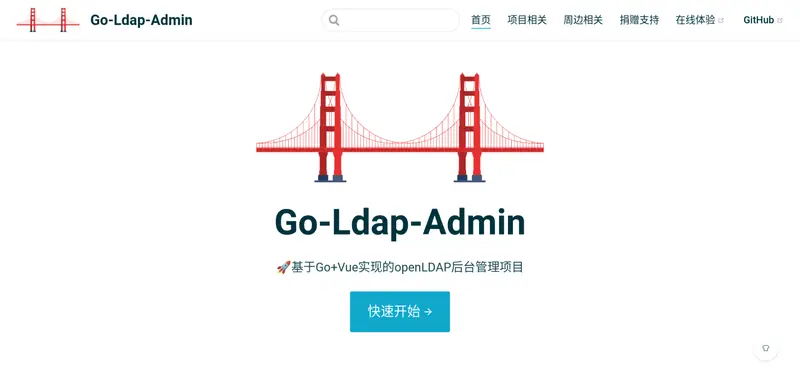 Go-Ldap-Admin
首页 项目相关 周边相关 捐赠支持 在线体验 GitHub
Go-Ldap-Admin
🚀基于Go+Vue实现的openLDAP后台管理项目
快速开始 →